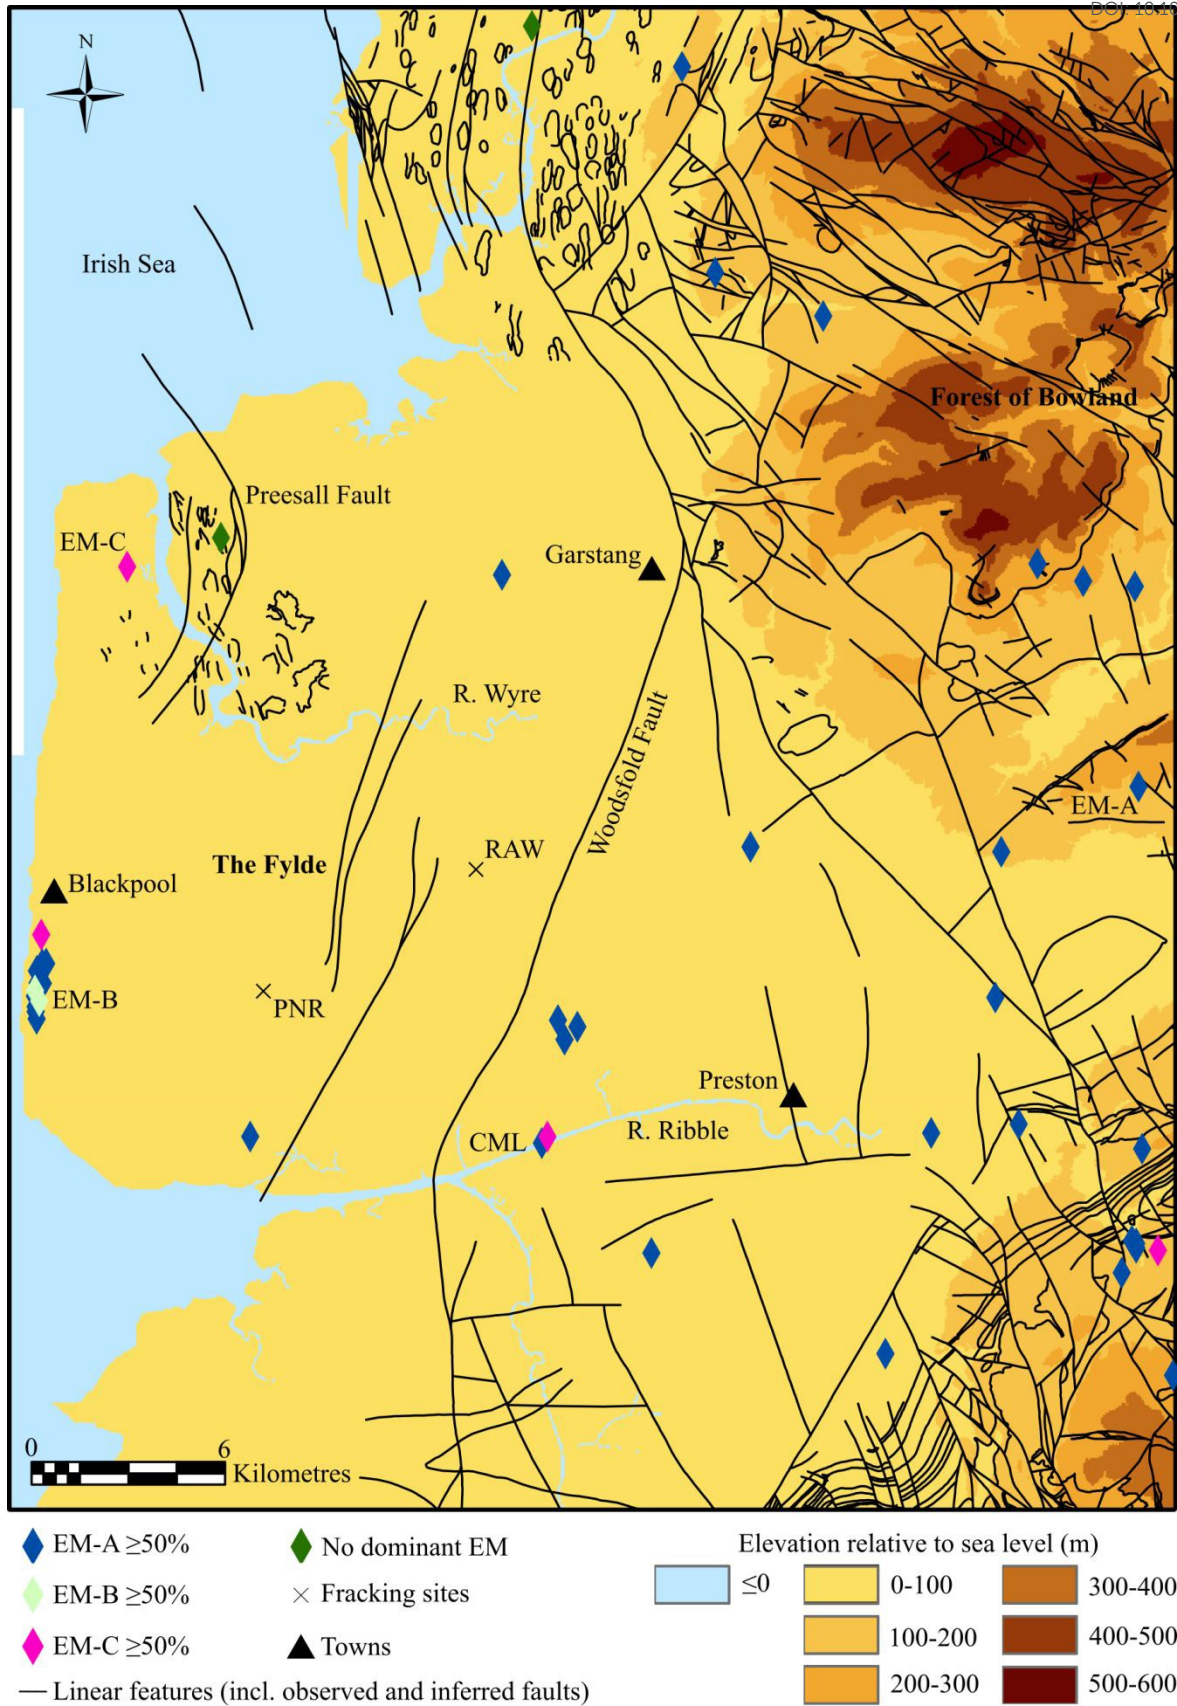 DOI: 10.10
N
Irish Sea
Forest of Bowland
Preesall Fault
EM-C
Garstang
R. Wyre
Woodsfold Fault
EM-A
RAW
The Fylde
Blackpool
EM-B
PNR
Preston
CML
R. Ribble
0 6
Kilometres
EM-A ≥50%
EM-B ≥50%
EM-C ≥50%
Linear features (incl. observed and inferred faults)
No dominant EM
Fracking sites
Towns
Elevation relative to sea level (m)
≤0
0-100
100-200
200-300
300-400
400-500
500-600